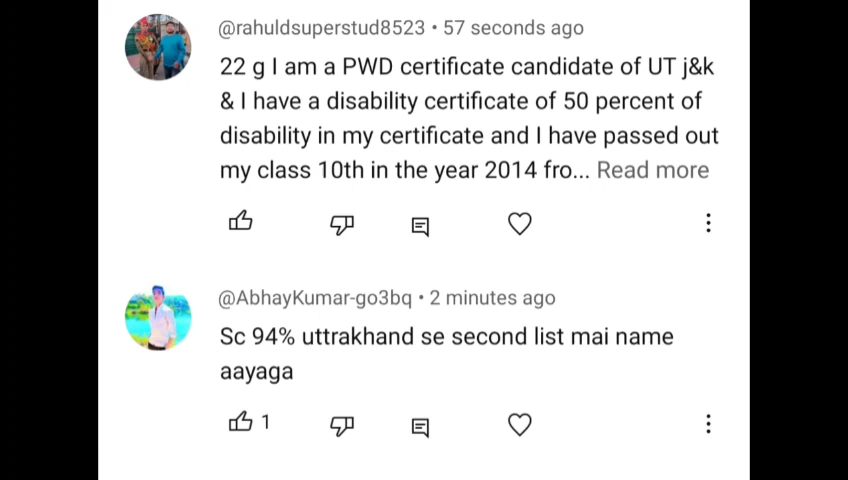 @rahuldsuperstud8523 • 57 seconds ago
22 g I am a PWD certificate candidate of UT j&k
& I have a disability certificate of 50 percent of
disability in my certificate and I have passed out
my class 10th in the year 2014 fro... Read more
@AbhayKumar-go3bq • 2 minutes ago
Sc 94% uttrakhand se second list mai name
aayaga
1